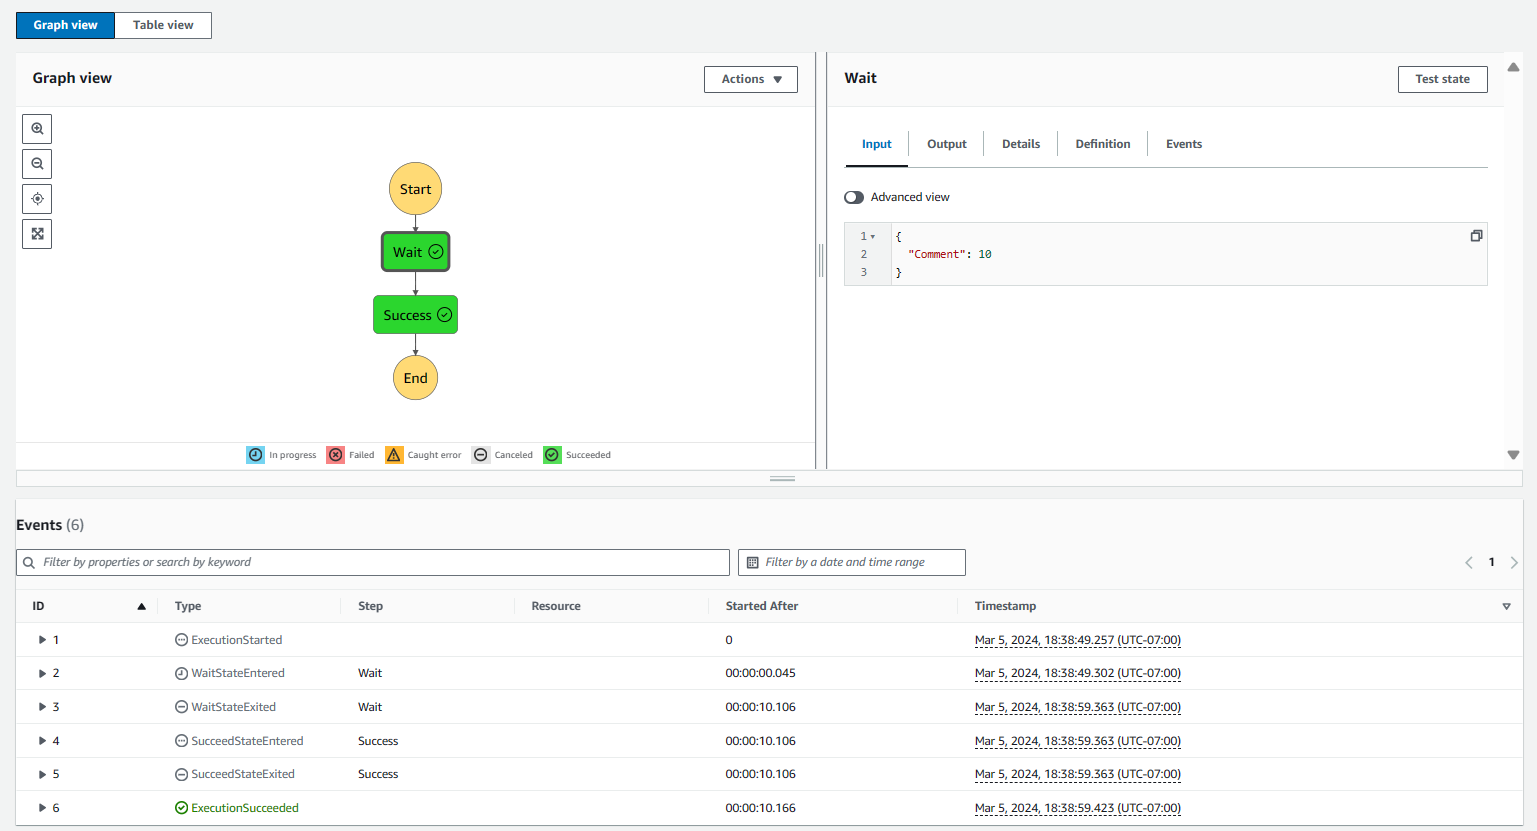 Graph view Table view
Graph view Actions
Start
Wait
Success
End
In progress Failed Caught error Canceled Succeeded
Wait Test state
Input Output Details Definition Events
Advanced view
1 {
2 "Comment": 10
3 }
Events (6)
Filter by properties or search by keyword Filter by a date and time range 1
ID Type Step Resource Started After Timestamp
1 ExecutionStarted 0 Mar 5, 2024, 18:38:49.257 (UTC-07:00)
2 WaitStateEntered Wait 00:00:00.045 Mar 5, 2024, 18:38:49.302 (UTC-07:00)
3 WaitStateExited Wait 00:00:10.106 Mar 5, 2024, 18:38:59.363 (UTC-07:00)
4 SucceedStateEntered Success 00:00:10.106 Mar 5, 2024, 18:38:59.363 (UTC-07:00)
5 SucceedStateExited Success 00:00:10.106 Mar 5, 2024, 18:38:59.363 (UTC-07:00)
6 ExecutionSucceeded 00:00:10.166 Mar 5, 2024, 18:38:59.423 (UTC-07:00)